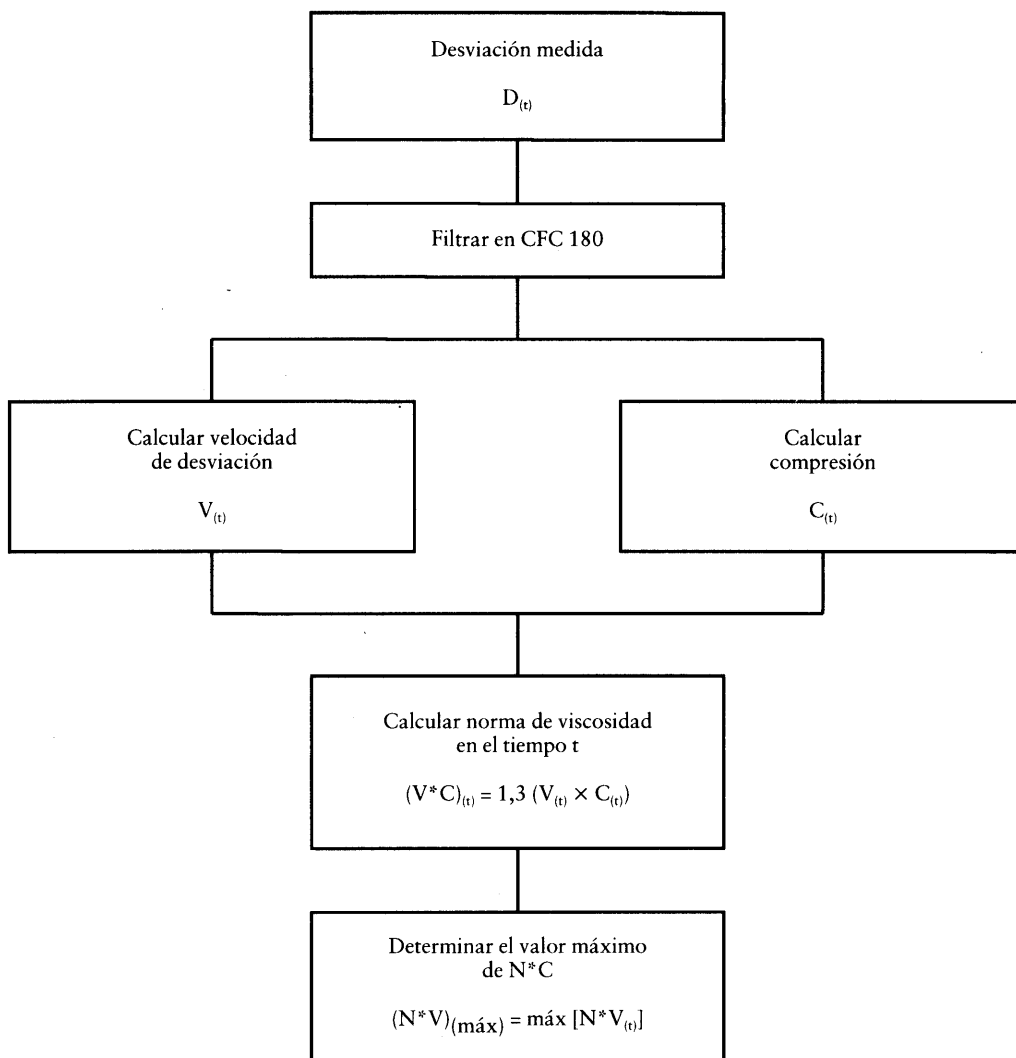 Desviación medida
D(t)
Filtrar en CFC 180
Calcular velocidad
de desviación
V(t)
Calcular
compresión
C(t)
Calcular norma de viscosidad
en el tiempo t
(V*C)(t) = 1,3 (V(t) × C(t))
Determinar el valor máximo
de N*C
(N*V)(máx) = máx [N*V(t)]